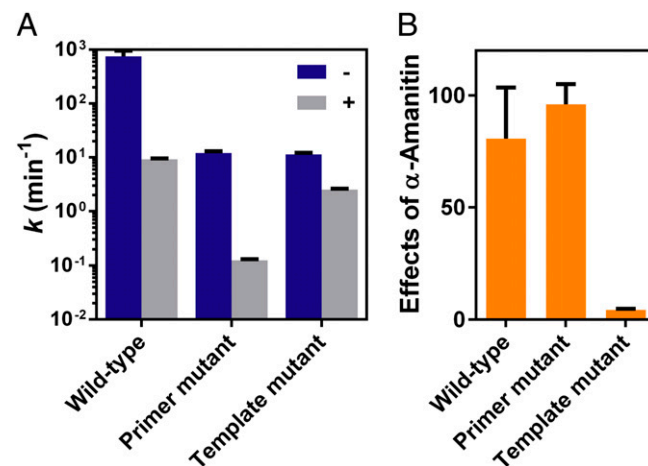 A
k (min⁻¹)
10³
10²
10¹
10⁰
10⁻¹
10⁻²
-
+
Wild-type
Primer mutant
Template mutant
B
Effects of α-Amanitin
100
50
0
Wild-type
Primer mutant
Template mutant